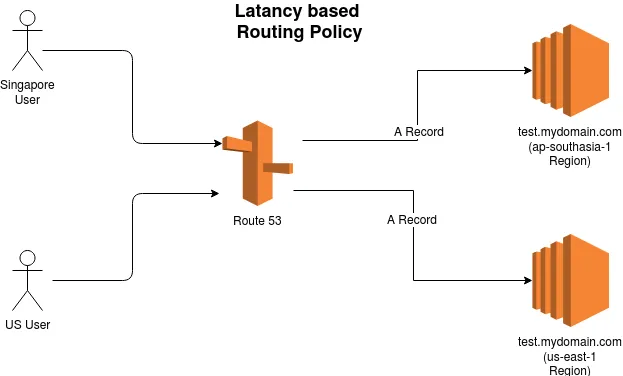 Latancy based
Routing Policy
Singapore
User
A Record
test.mydomain.com
(ap-southasia-1
Region)
Route 53
A Record
US User
test.mydomain.com
(us-east-1
Region)